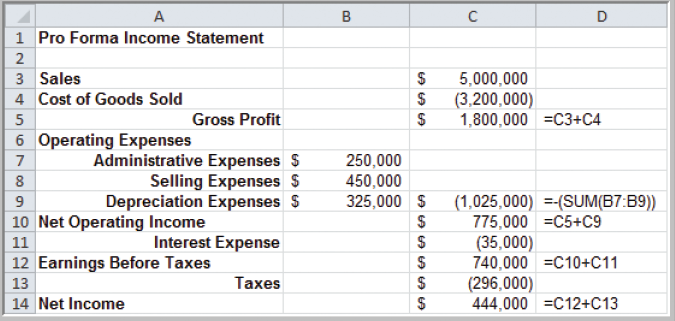 A B C D
1 Pro Forma Income Statement
2
3 Sales $ 5,000,000
4 Cost of Goods Sold $ (3,200,000)
5 Gross Profit $ 1,800,000 =C3+C4
6 Operating Expenses
7 Administrative Expenses $ 250,000
8 Selling Expenses $ 450,000
9 Depreciation Expenses $ 325,000 $ (1,025,000) =-(SUM(B7:B9))
10 Net Operating Income $ 775,000 =C5+C9
11 Interest Expense $ (35,000)
12 Earnings Before Taxes $ 740,000 =C10+C11
13 Taxes $ (296,000)
14 Net Income $ 444,000 =C12+C13